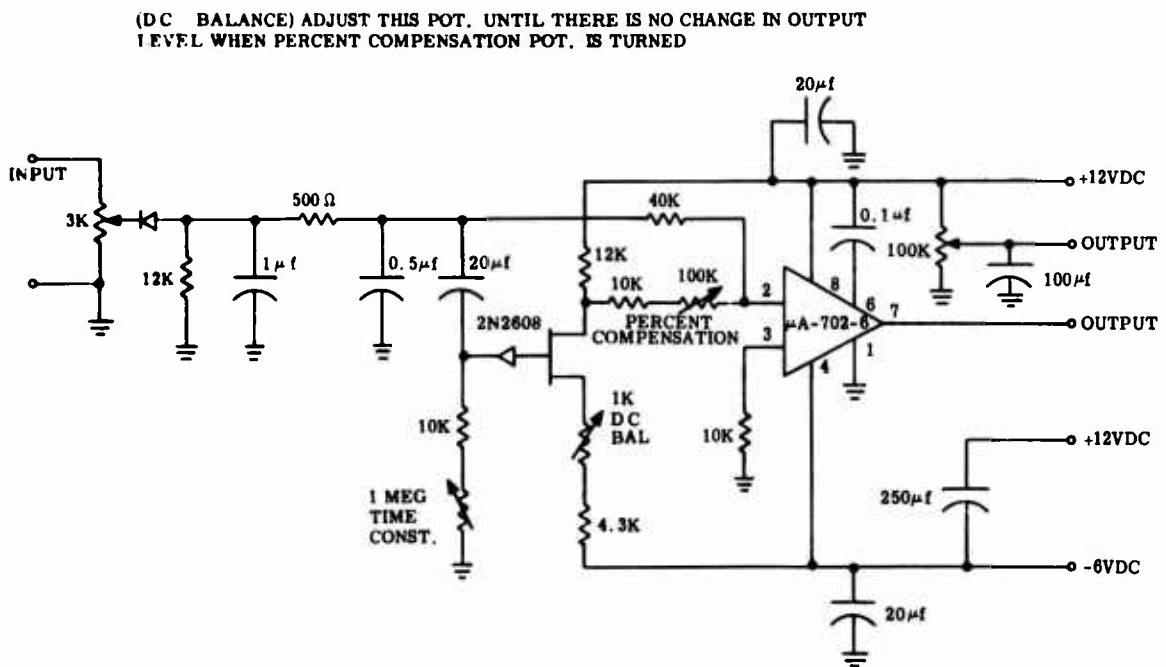 (DC BALANCE) ADJUST THIS POT. UNTIL THERE IS NO CHANGE IN OUTPUT
LEVEL WHEN PERCENT COMPENSATION POT. IS TURNED
20μf
INPUT
+12VDC
500 Ω
40K
0.1μf
3K
100K
OUTPUT
12K
1μf
0.5μf
20μf
12K
10K
100K
100μf
2
8
6
7
2N2608
PERCENT
COMPENSATION
μA-702-6
OUTPUT
3
1
4
1K
DC
BAL
10K
10K
+12VDC
1 MEG
TIME
CONST.
4.3K
250μf
-6VDC
20μf